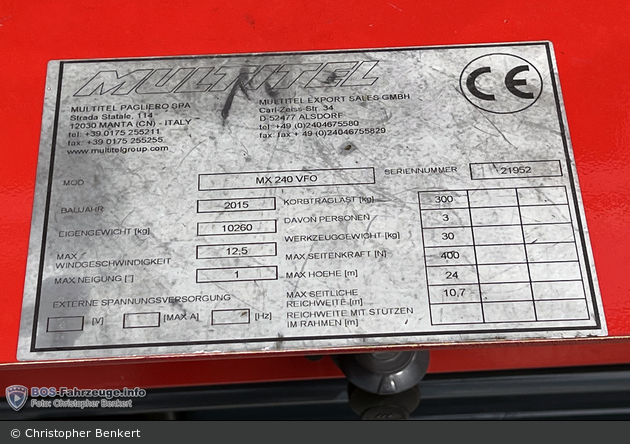 MULTITEL
MULTITEL PAGLIERO SPA
Strada Statale, 114
12030 MANTA (CN) - ITALY
tel: +39 0175 255211
fax: +39 0175 255255
www.multitelgroup.com
MULTITEL EXPORT SALES GMBH
Carl-Zeiss-Str. 34
D-52477 ALSDORF
tel: +49 (0)2404675580
fax: + 49 (0)24046755829
CE
MOD MX 240 VFO SERIENNUMMER 21952
BAUJAHR 2015
EIGENGEWICHT [kg] 10260
MAX
WINDGESCHWINDIGKEIT 12,5
MAX NEIGUNG [°] 1
EXTERNE SPANNUNGSVERSORGUNG
[V] [MAX A] [Hz]
KORBTRAGLAST [kg] 300
DAVON PERSONEN 3
WERKZEUGGEWICHT [kg] 30
MAX SEITENKRAFT [N] 400
MAX HOEHE [m] 24
MAX SEITLICHE
REICHWEITE [m] 10,7
REICHWEITE MIT STÜTZEN
IM RAHMEN [m]
BOS-Fahrzeuge.info
Foto: Christopher Benkert
© Christopher Benkert